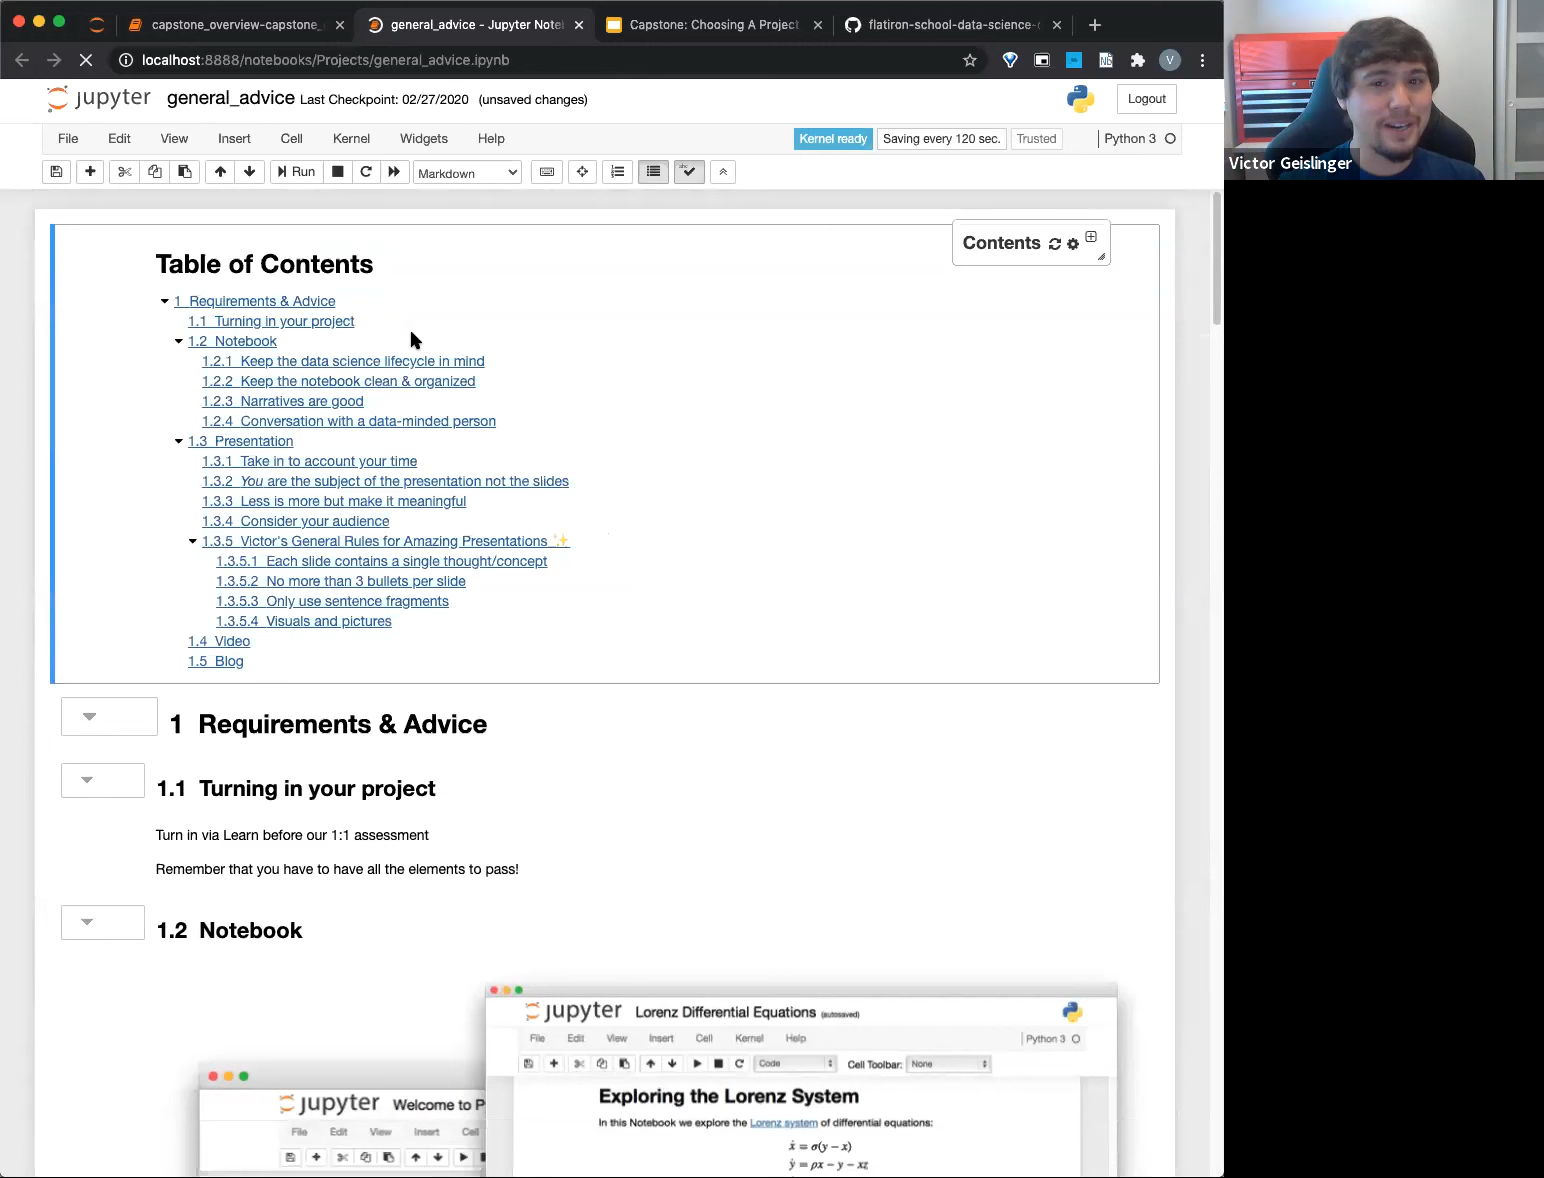 capstone_overview-capstone_
general_advice - Jupyter Note
Capstone: Choosing A Project
flatiron-school-data-science-
localhost:8888/notebooks/Projects/general_advice.ipynb
V
jupyter general_advice Last Checkpoint: 02/27/2020 (unsaved changes)
Logout
File Edit View Insert Cell Kernel Widgets Help
Kernel ready Saving every 120 sec. Trusted Python 3
Run Markdown
Victor Geislinger
Contents
Table of Contents
1 Requirements & Advice
1.1 Turning in your project
1.2 Notebook
1.2.1 Keep the data science lifecycle in mind
1.2.2 Keep the notebook clean & organized
1.2.3 Narratives are good
1.2.4 Conversation with a data-minded person
1.3 Presentation
1.3.1 Take in to account your time
1.3.2 You are the subject of the presentation not the slides
1.3.3 Less is more but make it meaningful
1.3.4 Consider your audience
1.3.5 Victor's General Rules for Amazing Presentations ✨
1.3.5.1 Each slide contains a single thought/concept
1.3.5.2 No more than 3 bullets per slide
1.3.5.3 Only use sentence fragments
1.3.5.4 Visuals and pictures
1.4 Video
1.5 Blog
1 Requirements & Advice
1.1 Turning in your project
Turn in via Learn before our 1:1 assessment
Remember that you have to have all the elements to pass!
1.2 Notebook
jupyter Lorenz Differential Equations (autosaved)
File Edit View Insert Cell Kernel Help
Python 3
Code Cell Toolbar: None
Exploring the Lorenz System
In this Notebook we explore the Lorenz system of differential equations:
ẋ = σ(y − x)
ẏ = ρx − y − xz
jupyter Welcome to P
File Edit View Insert Cell